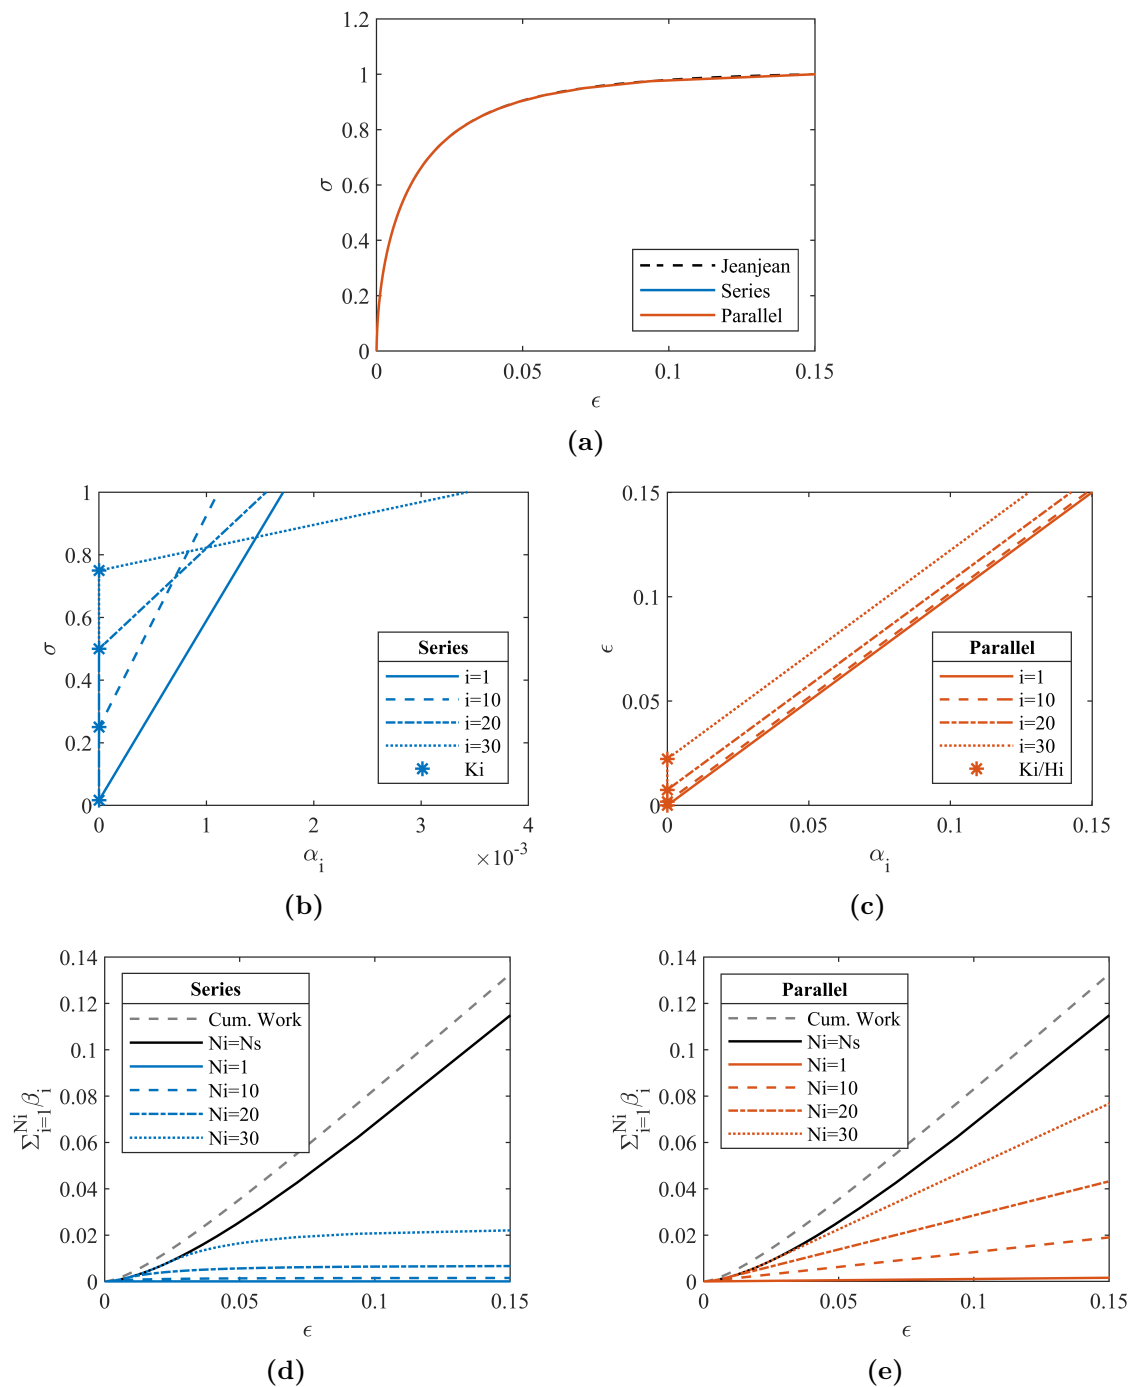 1.2
1
0.8
0.6
0.4
0.2
0
σ
0
0.05
0.1
0.15
ϵ
Jeanjean
Series
Parallel
(a)
1
0.8
0.6
0.4
0.2
0
σ
0
1
2
3
4
×10⁻³
α_i
Series
i=1
i=10
i=20
i=30
Ki
(b)
0.15
0.1
0.05
0
ϵ
0
0.05
0.1
0.15
α_i
Parallel
i=1
i=10
i=20
i=30
Ki/Hi
(c)
0.14
0.12
0.1
0.08
0.06
0.04
0.02
0
Σ_{i=1}^{Ni} β_i
0
0.05
0.1
0.15
ϵ
Series
Cum. Work
Ni=Ns
Ni=1
Ni=10
Ni=20
Ni=30
(d)
0.14
0.12
0.1
0.08
0.06
0.04
0.02
0
Σ_{i=1}^{Ni} β_i
0
0.05
0.1
0.15
ϵ
Parallel
Cum. Work
Ni=Ns
Ni=1
Ni=10
Ni=20
Ni=30
(e)